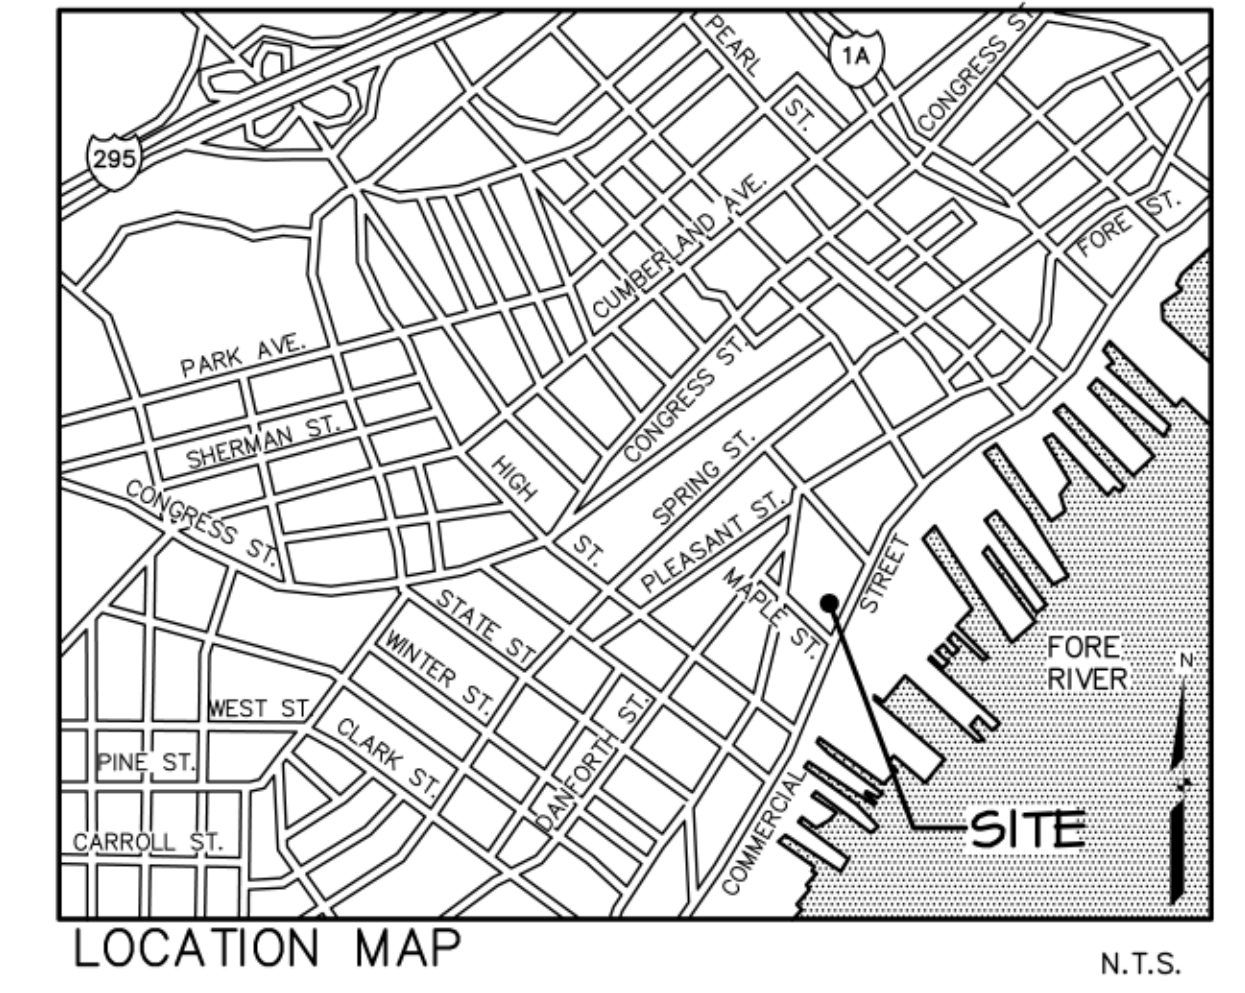 PEARL
ST.
1A
CONGRESS ST.
295
CUMBERLAND AVE.
FORE ST.
PARK AVE.
SHERMAN ST.
CONGRESS ST.
CONGRESS ST.
HIGH
ST.
SPRING ST.
PLEASANT ST.
MAPLE ST.
STATE ST
WINTER ST.
CLARK ST.
DANFORTH ST.
WEST ST.
PINE ST.
CARROLL ST.
COMMERCIAL
STREET
FORE
RIVER
N
SITE
LOCATION MAP
N.T.S.